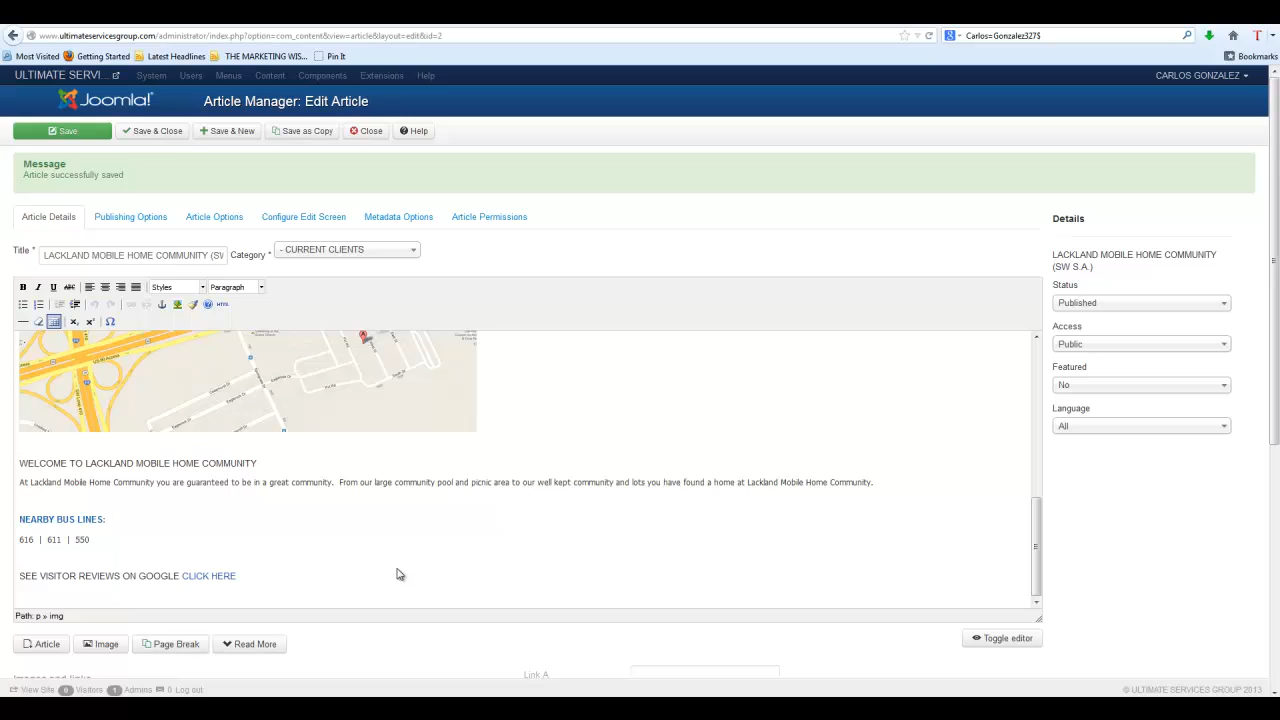 www.ultimateservicesgroup.com/administrator/index.php?option=com_content&view=article&layout=edit&id=2
Carlos=Gonzalez327$
Most Visited Getting Started Latest Headlines THE MARKETING WIS... Pin It Bookmarks
ULTIMATE SERVI... System Users Menus Content Components Extensions Help CARLOS GONZALEZ
Joomla! Article Manager: Edit Article
Save Save & Close Save & New Save as Copy Close Help
Message
Article successfully saved
Article Details Publishing Options Article Options Configure Edit Screen Metadata Options Article Permissions
Details
Title * LACKLAND MOBILE HOME COMMUNITY (SW Category * - CURRENT CLIENTS
LACKLAND MOBILE HOME COMMUNITY
(SW S.A.)
Status
Published
Access
Public
Featured
No
Language
All
B I U ABC Styles Paragraph
HTML
WELCOME TO LACKLAND MOBILE HOME COMMUNITY
At Lackland Mobile Home Community you are guaranteed to be in a great community. From our large community pool and picnic area to our well kept community and lots you have found a home at Lackland Mobile Home Community.
NEARBY BUS LINES:
616 | 611 | 550
SEE VISITOR REVIEWS ON GOOGLE CLICK HERE
Path: p » img
Article Image Page Break Read More Toggle editor
Images and links Link A
View Site 0 Visitors 1 Admins 0 Log out © ULTIMATE SERVICES GROUP 2013